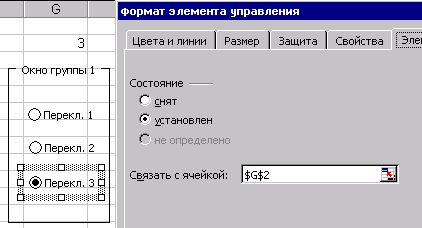 G
3
Окно группы 1
Перекл. 1
Перекл. 2
Перекл. 3
Формат элемента управления
Цвета и линии Размер Защита Свойства Эле
Состояние
снят
установлен
не определено
Связать с ячейкой: $G$2